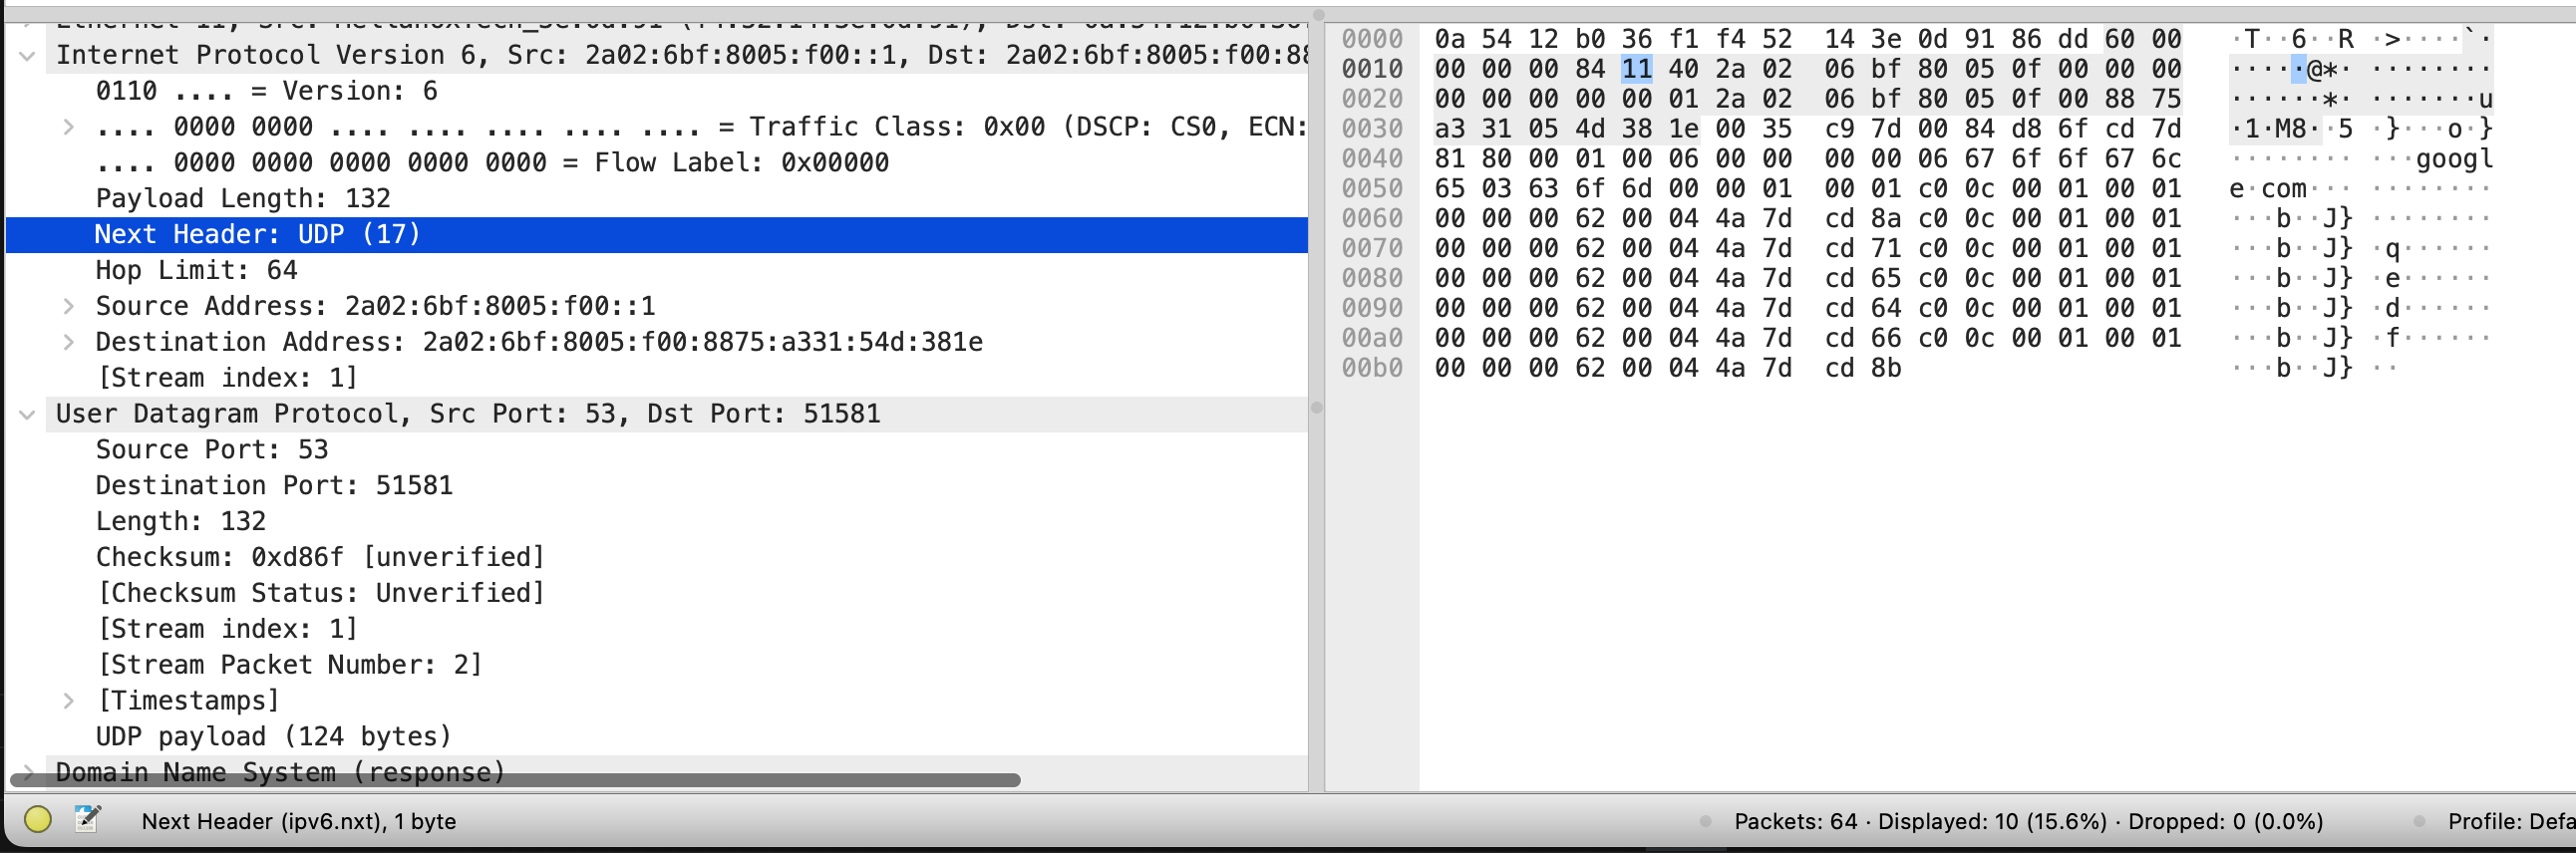 Internet Protocol Version 6, Src: 2a02:6bf:8005:f00::1, Dst: 2a02:6bf:8005:f00:88
0110 .... = Version: 6
.... 0000 0000 .... .... .... .... .... = Traffic Class: 0x00 (DSCP: CS0, ECN:
.... 0000 0000 0000 0000 0000 = Flow Label: 0x00000
Payload Length: 132
Next Header: UDP (17)
Hop Limit: 64
Source Address: 2a02:6bf:8005:f00::1
Destination Address: 2a02:6bf:8005:f00:8875:a331:54d:381e
[Stream index: 1]
User Datagram Protocol, Src Port: 53, Dst Port: 51581
Source Port: 53
Destination Port: 51581
Length: 132
Checksum: 0xd86f [unverified]
[Checksum Status: Unverified]
[Stream index: 1]
[Stream Packet Number: 2]
[Timestamps]
UDP payload (124 bytes)
Domain Name System (response)
0000 0a 54 12 b0 36 f1 f4 52 14 3e 0d 91 86 dd 60 00 ·T··6··R ·>····`·
0010 00 00 00 84 11 40 2a 02 06 bf 80 05 0f 00 00 00 ·····@*· ········
0020 00 00 00 00 00 01 2a 02 06 bf 80 05 0f 00 88 75 ······*· ·······u
0030 a3 31 05 4d 38 1e 00 35 c9 7d 00 84 d8 6f cd 7d ·1·M8··5 ·}···o·}
0040 81 80 00 01 00 06 00 00 00 00 06 67 6f 6f 67 6c ········ ···googl
0050 65 03 63 6f 6d 00 00 01 00 01 c0 0c 00 01 00 01 e·com··· ········
0060 00 00 00 62 00 04 4a 7d cd 8a c0 0c 00 01 00 01 ···b··J} ········
0070 00 00 00 62 00 04 4a 7d cd 71 c0 0c 00 01 00 01 ···b··J} ·q······
0080 00 00 00 62 00 04 4a 7d cd 65 c0 0c 00 01 00 01 ···b··J} ·e······
0090 00 00 00 62 00 04 4a 7d cd 64 c0 0c 00 01 00 01 ···b··J} ·d······
00a0 00 00 00 62 00 04 4a 7d cd 66 c0 0c 00 01 00 01 ···b··J} ·f······
00b0 00 00 00 62 00 04 4a 7d cd 8b ···b··J} ··
Next Header (ipv6.nxt), 1 byte
Packets: 64 · Displayed: 10 (15.6%) · Dropped: 0 (0.0%)
Profile: Defa